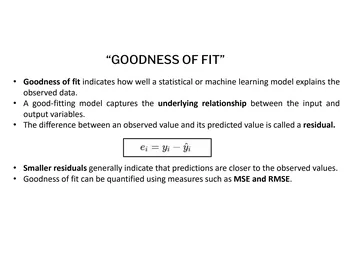 “GOODNESS OF FIT”
• Goodness of fit indicates how well a statistical or machine learning model explains the
observed data.
• A good-fitting model captures the underlying relationship between the input and
output variables.
• The difference between an observed value and its predicted value is called a residual.
eᵢ = yᵢ − ŷᵢ
• Smaller residuals generally indicate that predictions are closer to the observed values.
• Goodness of fit can be quantified using measures such as MSE and RMSE.